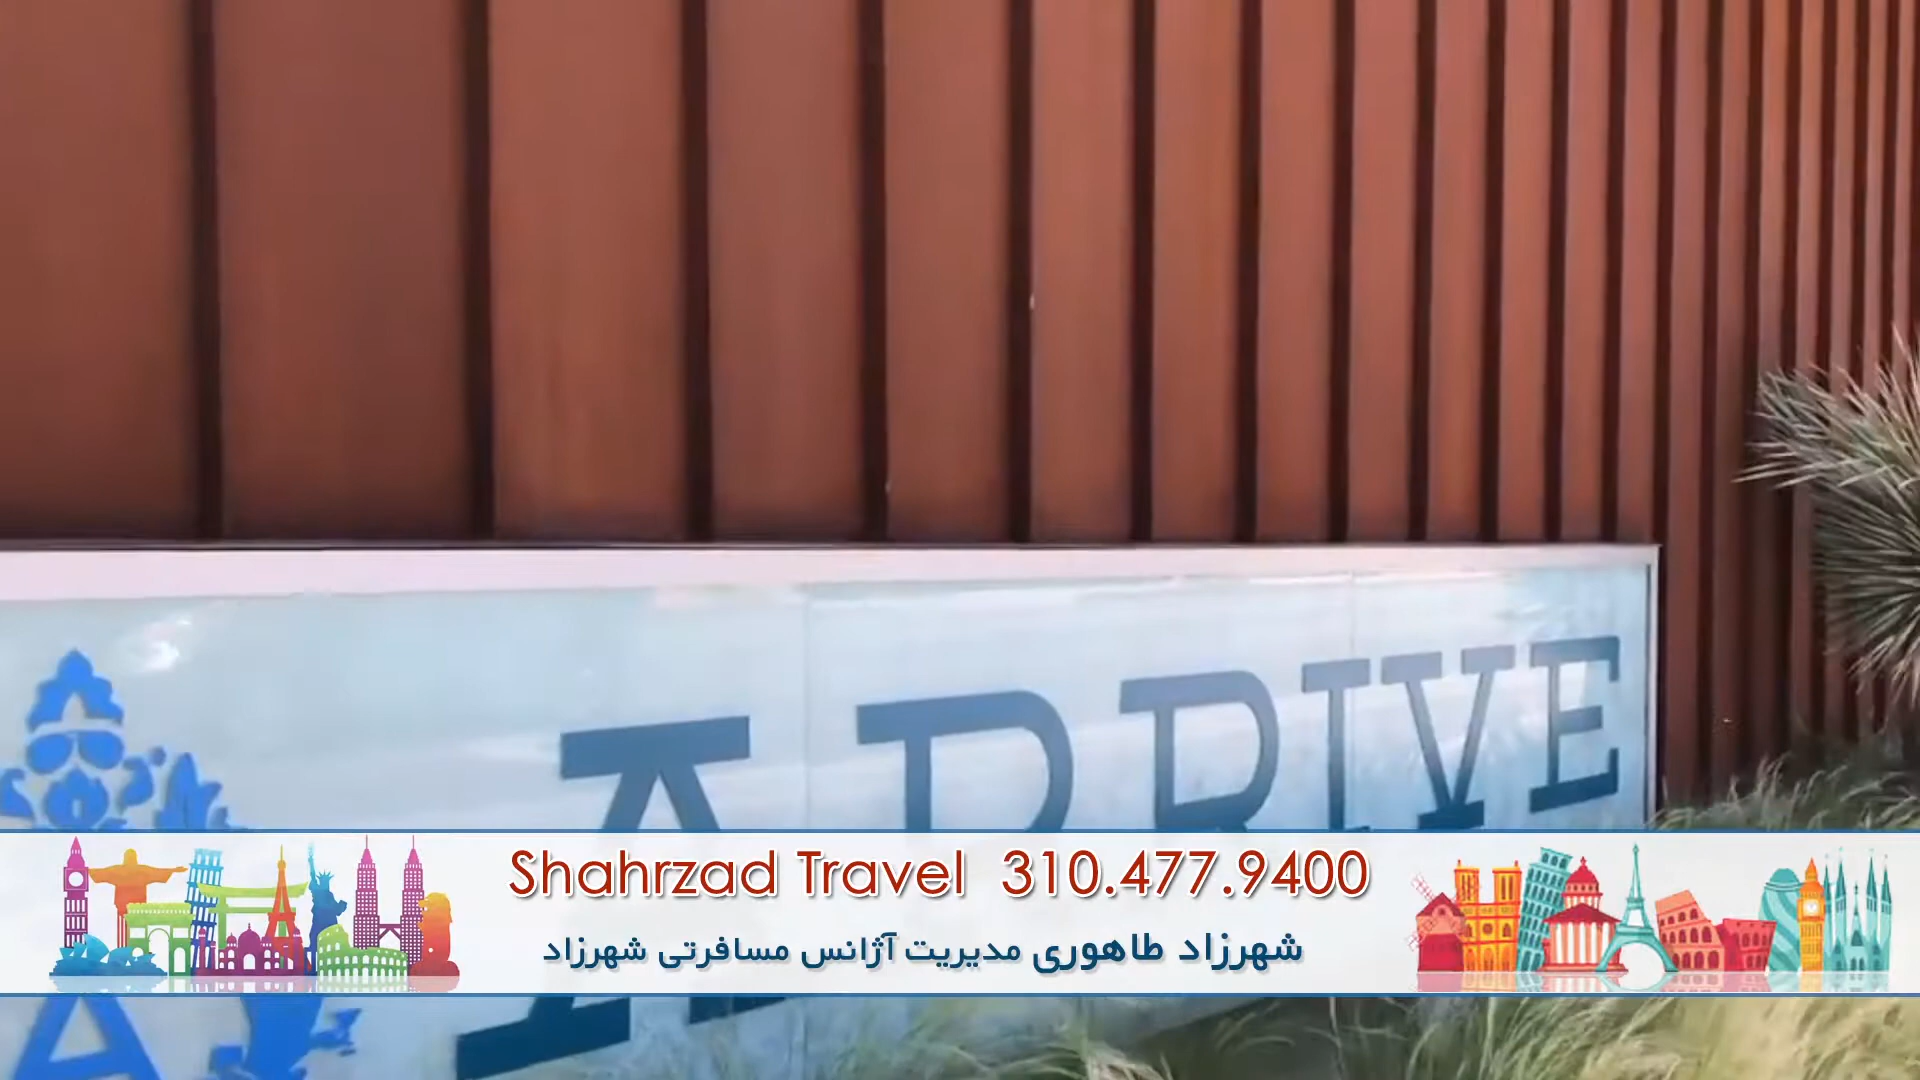 ARRIVE
Shahrzad Travel 310.477.9400
شهرزاد طاهوری مدیریت آژانس مسافرتی شهرزاد